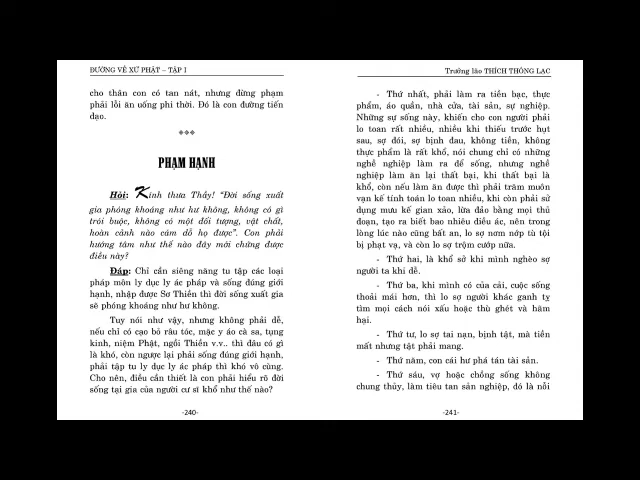 ĐƯỜNG VỀ XỨ PHẬT – TẬP I
cho thân con có tan nát, nhưng đừng phạm
phải lỗi ăn uống phi thời. Đó là con đường tiến
đạo.
***
PHẠM HẠNH
Hỏi: Kính thưa Thầy! “Đời sống xuất
gia phóng khoáng như hư không, không có gì
trói buộc, không có một đối tượng, vật chất,
hoàn cảnh nào cám dỗ họ được”. Con phải
hướng tâm như thế nào đây mới chứng được
điều này?
Đáp: Chỉ cần siêng năng tu tập các loại
pháp môn ly dục ly ác pháp và sống đúng giới
hạnh, nhập được Sơ Thiền thì đời sống xuất gia
sẽ phóng khoáng như hư không.
Tuy nói như vậy, nhưng không phải dễ,
nếu chỉ có cạo bỏ râu tóc, mặc y áo cà sa, tụng
kinh, niệm Phật, ngồi Thiền v.v.. thì đâu có gì
là khó, còn ngược lại phải sống đúng giới hạnh,
phải tập tu ly dục ly ác pháp thì khó vô cùng.
Cho nên, điều cần thiết là con phải hiểu rõ đời
sống tại gia của người cư sĩ khổ như thế nào?
-240-
Trưởng lão THÍCH THÔNG LẠC
- Thứ nhất, phải làm ra tiền bạc, thực
phẩm, áo quần, nhà cửa, tài sản, sự nghiệp.
Những sự sống này, khiến cho con người phải
lo toan rất nhiều, nhiều khi thiếu trước hụt
sau, sợ đói, sợ bịnh đau, không tiền, không
thực phẩm là rất khổ, nói chung chỉ có những
nghề nghiệp làm ra để sống, nhưng nghề
nghiệp làm ăn lại thất bại, khi thất bại là
khổ, còn nếu làm ăn được thì phải trăm muôn
vạn kế tính toán lo toan nhiều, khi còn phải sử
dụng mưu kế gian xảo, lừa đảo bằng mọi thủ
đoạn, tạo ra biết bao nhiêu điều ác, nên trong
lòng lúc nào cũng bất an, lo sợ nơm nớp tù tội
bị phạt vạ, và còn lo sợ trộm cướp nữa.
- Thứ hai, là khổ sở khi mình nghèo sợ
người ta khi dễ.
- Thứ ba, khi mình có của cải, cuộc sống
thoải mái hơn, thì lo sợ người khác ganh tỵ
tìm mọi cách nói xấu hoặc thù ghét và hãm
hại.
- Thứ tư, lo sợ tai nạn, bịnh tật, mà tiền
mất nhưng tật phải mang.
- Thứ năm, con cái hư phá tán tài sản.
- Thứ sáu, vợ hoặc chồng sống không
chung thủy, làm tiêu tan sản nghiệp, đó là nỗi
-241-